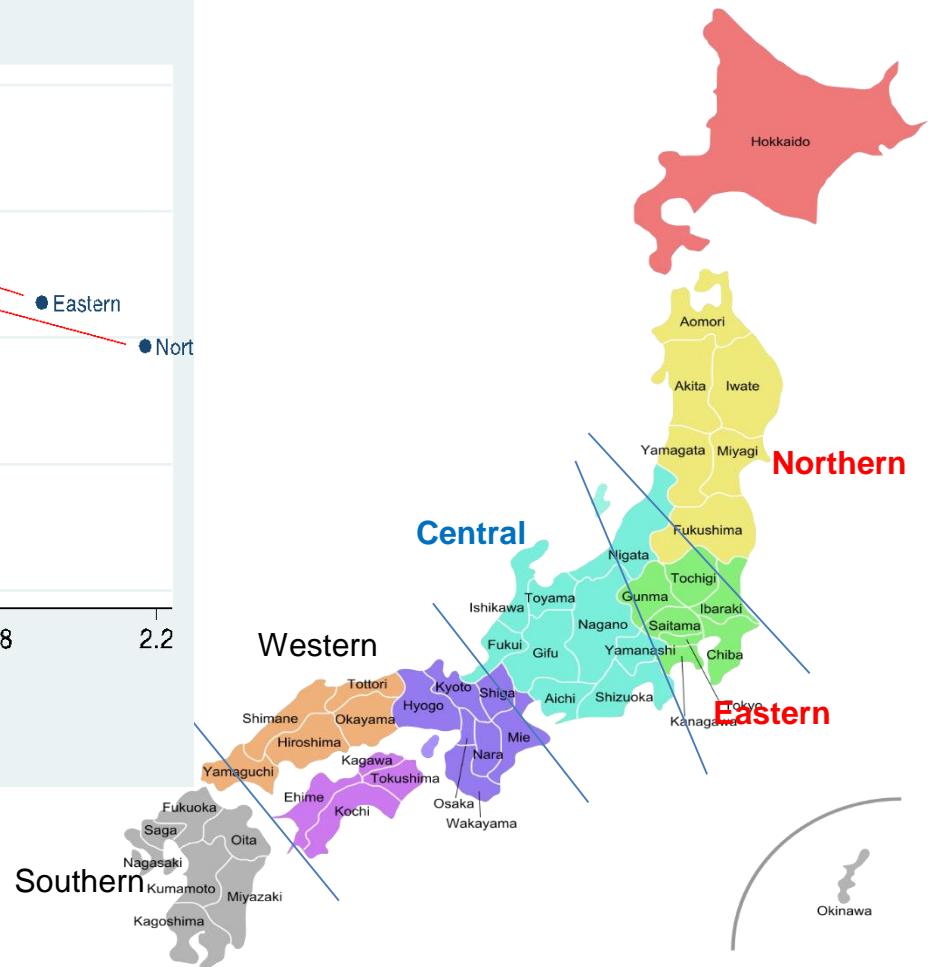 Eastern
Nort
8
2.2
Hokkaido
Aomori
Akita
Iwate
Yamagata
Miyagi
Northern
Fukushima
Central
Nigata
Tochigi
Gunma
Ibaraki
Toyama
Ishikawa
Nagano
Saitama
Fukui
Gifu
Yamanashi
Chiba
Western
Kyoto
Shiga
Aichi
Shizuoka
Tokyo
Eastern
Kanagawa
Tottori
Hyogo
Shimane
Okayama
Hiroshima
Mie
Nara
Kagawa
Yamaguchi
Tokushima
Ehime
Kochi
Osaka
Wakayama
Fukuoka
Saga
Oita
Nagasaki
Southern
Kumamoto
Miyazaki
Kagoshima
Okinawa